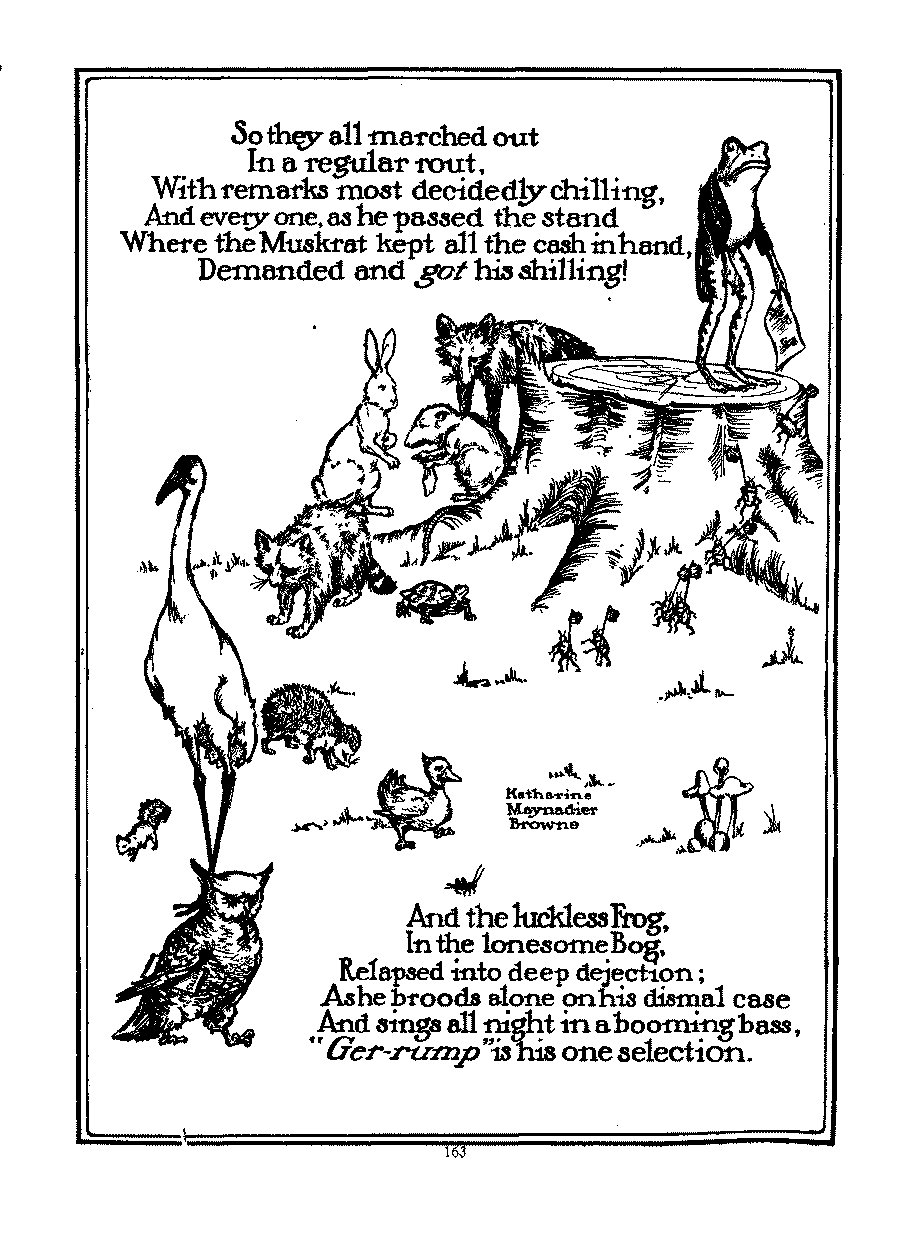 So they all marched out
In a regular rout,
With remarks most decidedly chilling,
And every one, as he passed the stand
Where the Muskrat kept all the cash in hand,
Demanded and got his shilling!
Katharine
Maynadier
Browne
And the luckless Frog,
In the lonesome Bog,
Relapsed into deep dejection;
As he broods alone on his dismal case
And sings all night in a booming bass,
"Ger-rump" is his one selection.
163